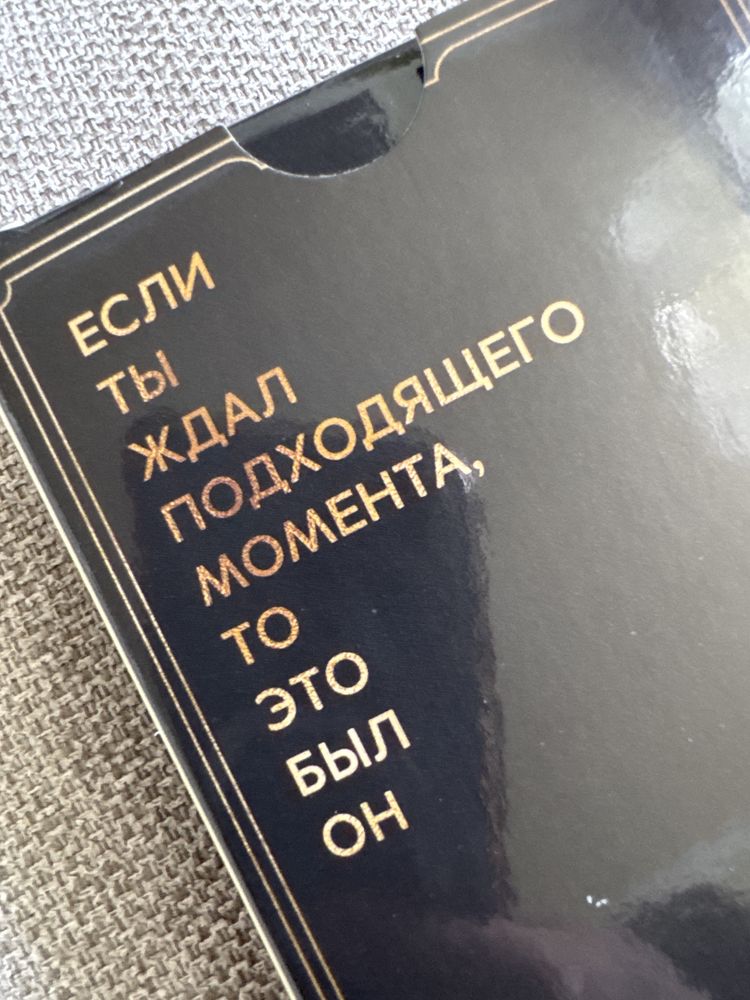 ЕСЛИ
ТЫ
ЖДАЛ
ПОДХОДЯЩЕГО
МОМЕНТА,
ТО
ЭТО
БЫЛ
ОН